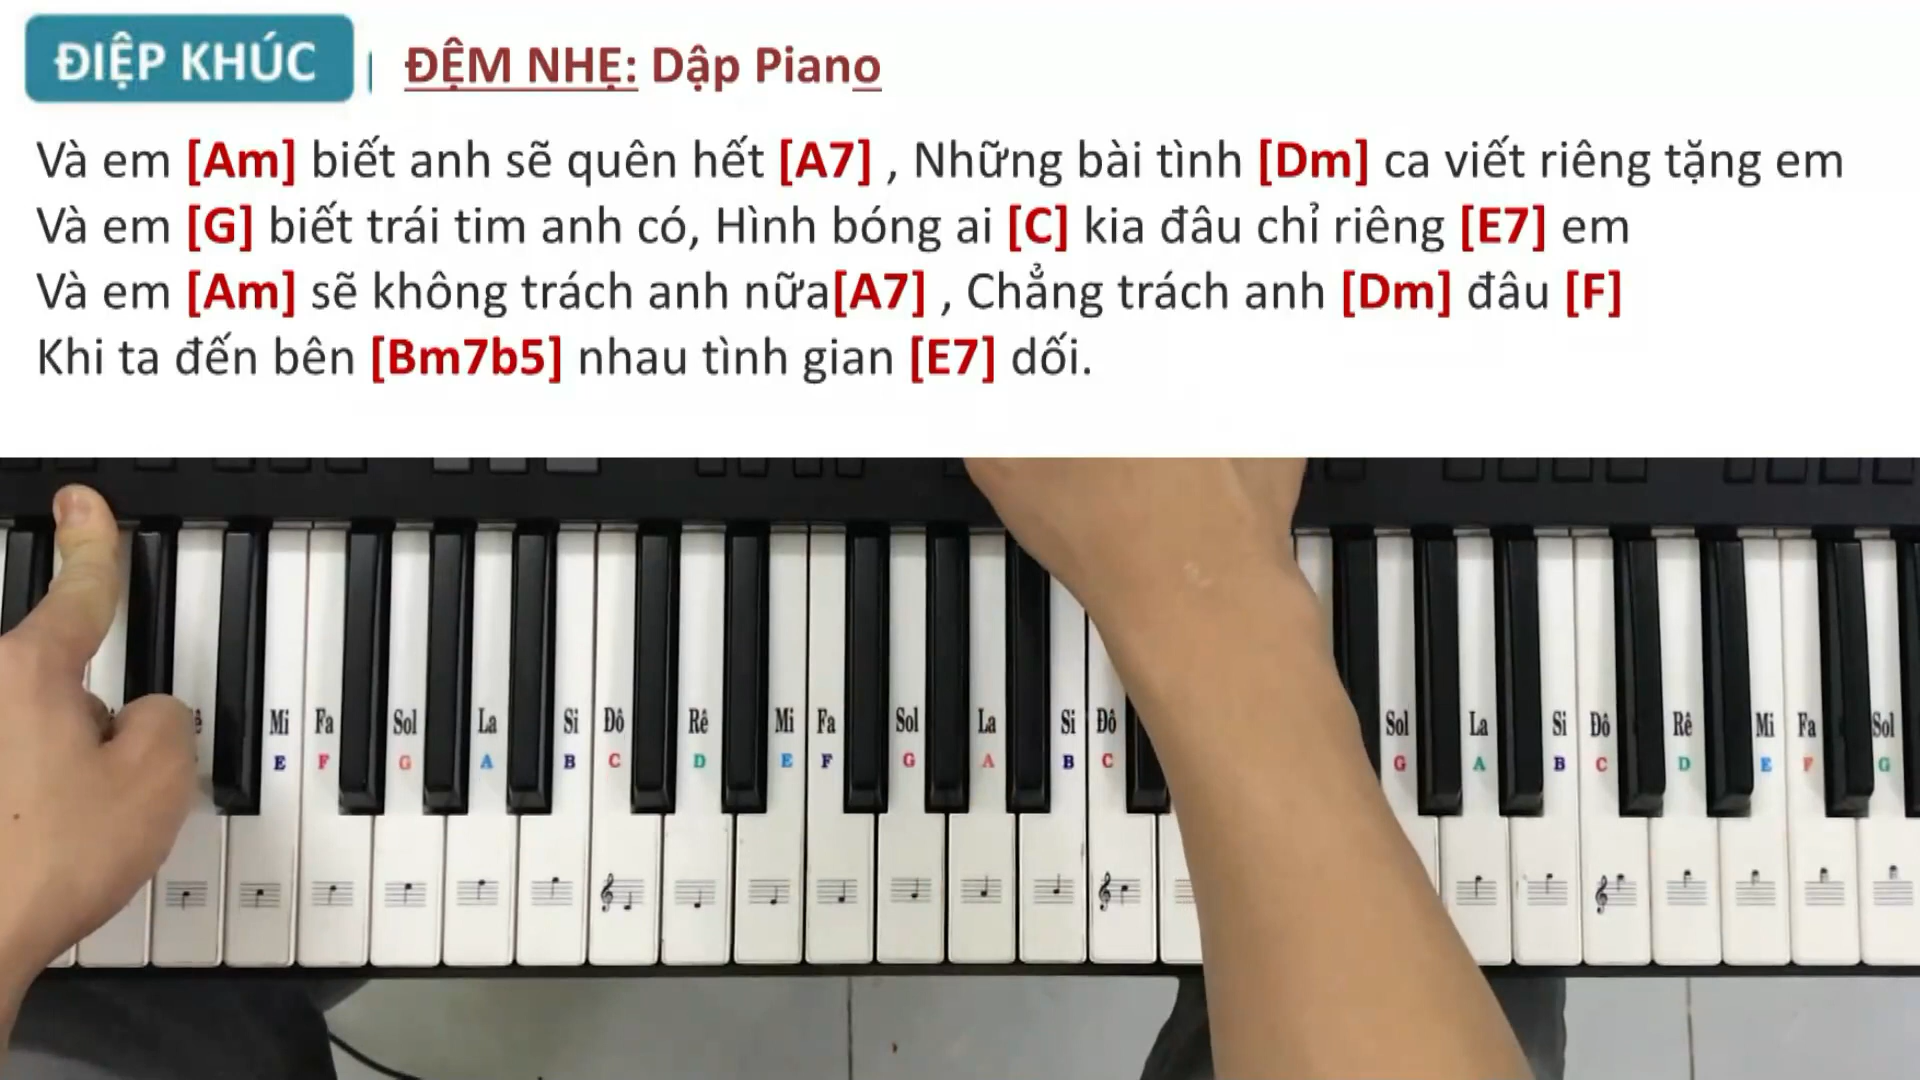 ĐIỆP KHÚC
ĐỆM NHẸ: Dập Piano
Và em [Am] biết anh sẽ quên hết [A7] , Những bài tình [Dm] ca viết riêng tặng em
Và em [G] biết trái tim anh có, Hình bóng ai [C] kia đâu chỉ riêng [E7] em
Và em [Am] sẽ không trách anh nữa[A7] , Chẳng trách anh [Dm] đâu [F]
Khi ta đến bên [Bm7b5] nhau tình gian [E7] dối.
Mi Fa Sol La Si Đô Rê Mi Fa Sol La Si Đô Sol La Si Đô Rê Mi Fa Sol
E F G A B C D E F G A B C G A B C D E F G